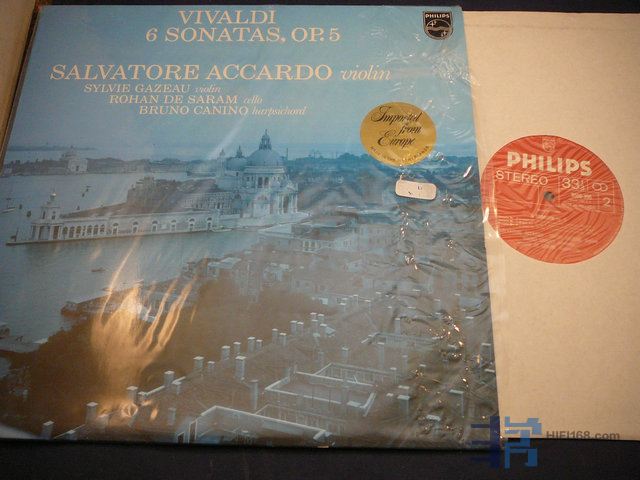 VIVALDI
6 SONATAS, OP. 5
PHILIPS
SALVATORE ACCARDO violin
SYLVIE GAZEAU violin
ROHAN DE SARAM cello
BRUNO CANINO harpsichord
Imported
from
Europe
PHILIPS
STEREO 33⅓
2
HIFI168.com